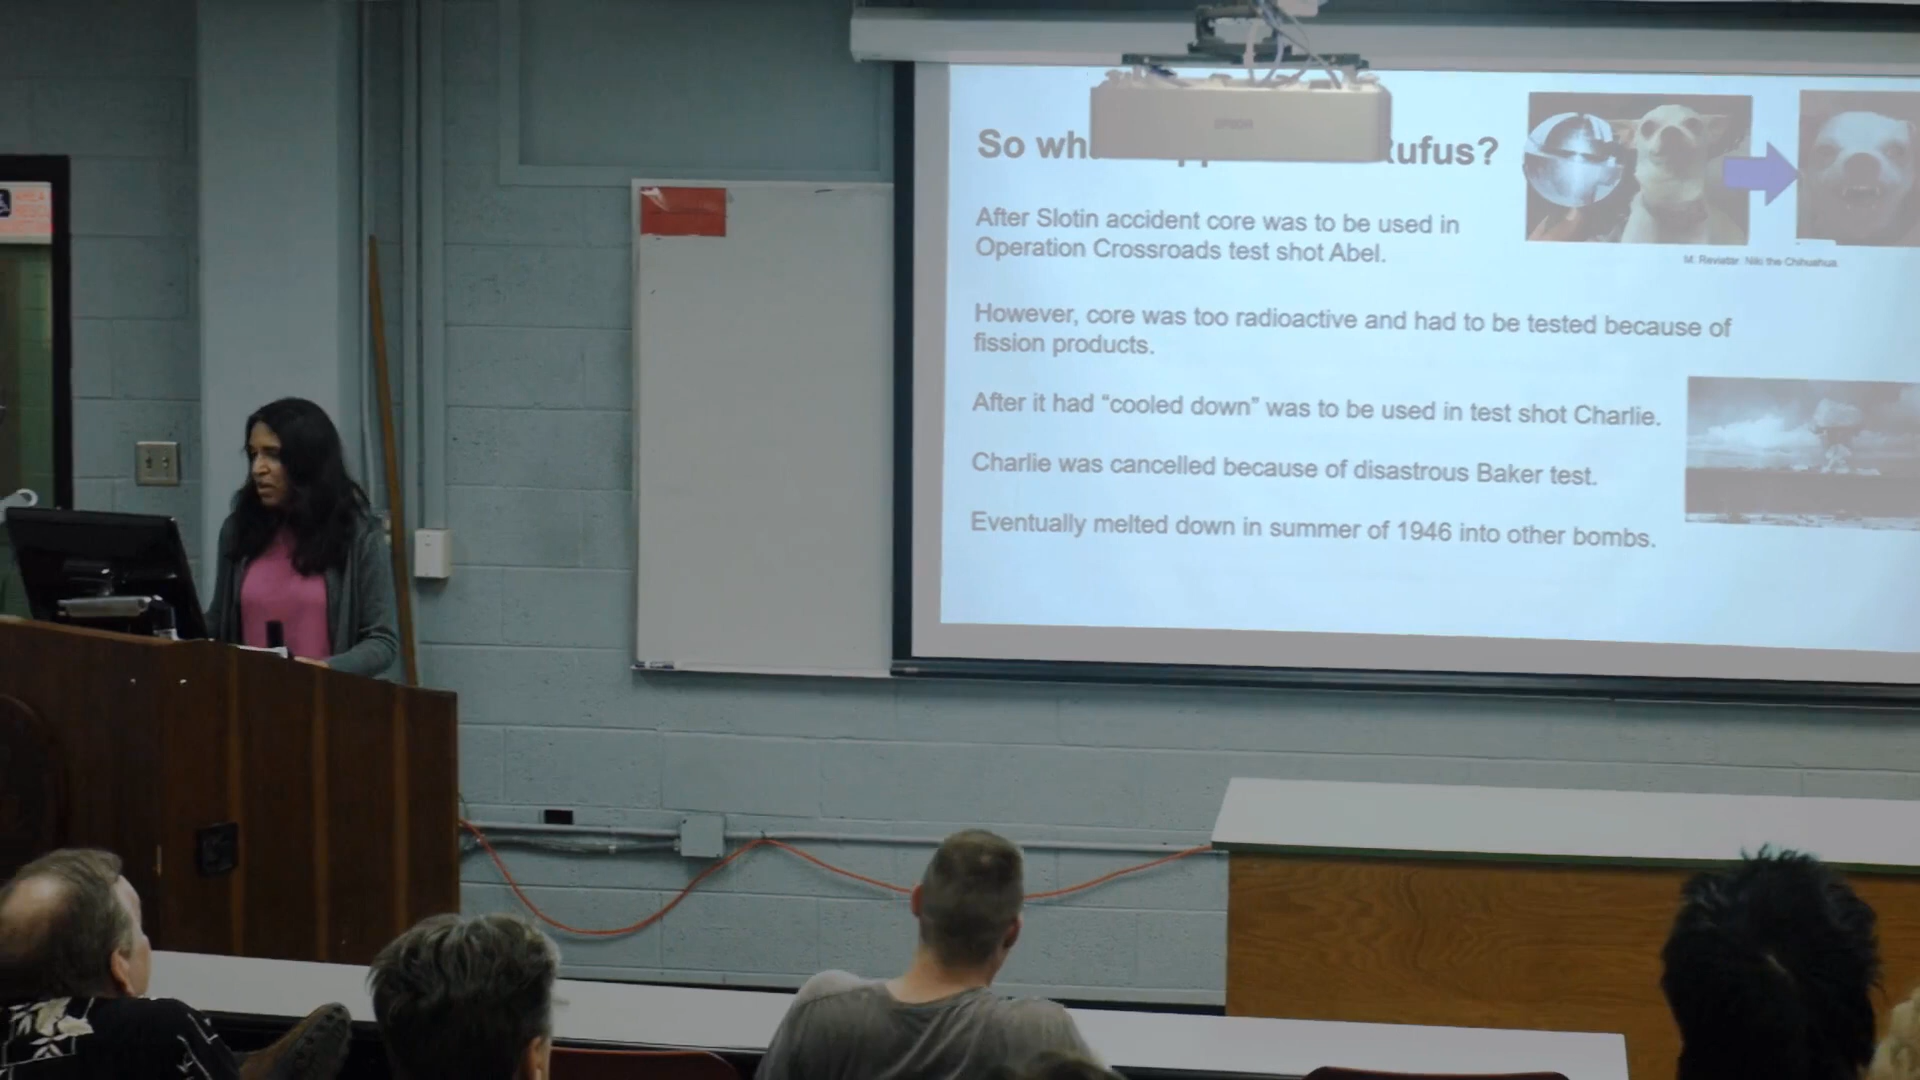 So wh ufus?
After Slotin accident core was to be used in
Operation Crossroads test shot Abel.
M. Reviatar: Niki the Chihuahua
However, core was too radioactive and had to be tested because of
fission products.
After it had “cooled down” was to be used in test shot Charlie.
Charlie was cancelled because of disastrous Baker test.
Eventually melted down in summer of 1946 into other bombs.
EPSON